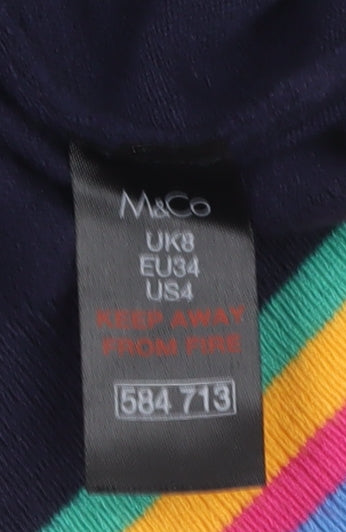 M&Co
UK8
EU34
US4
KEEP AWAY
FROM FIRE
584 713